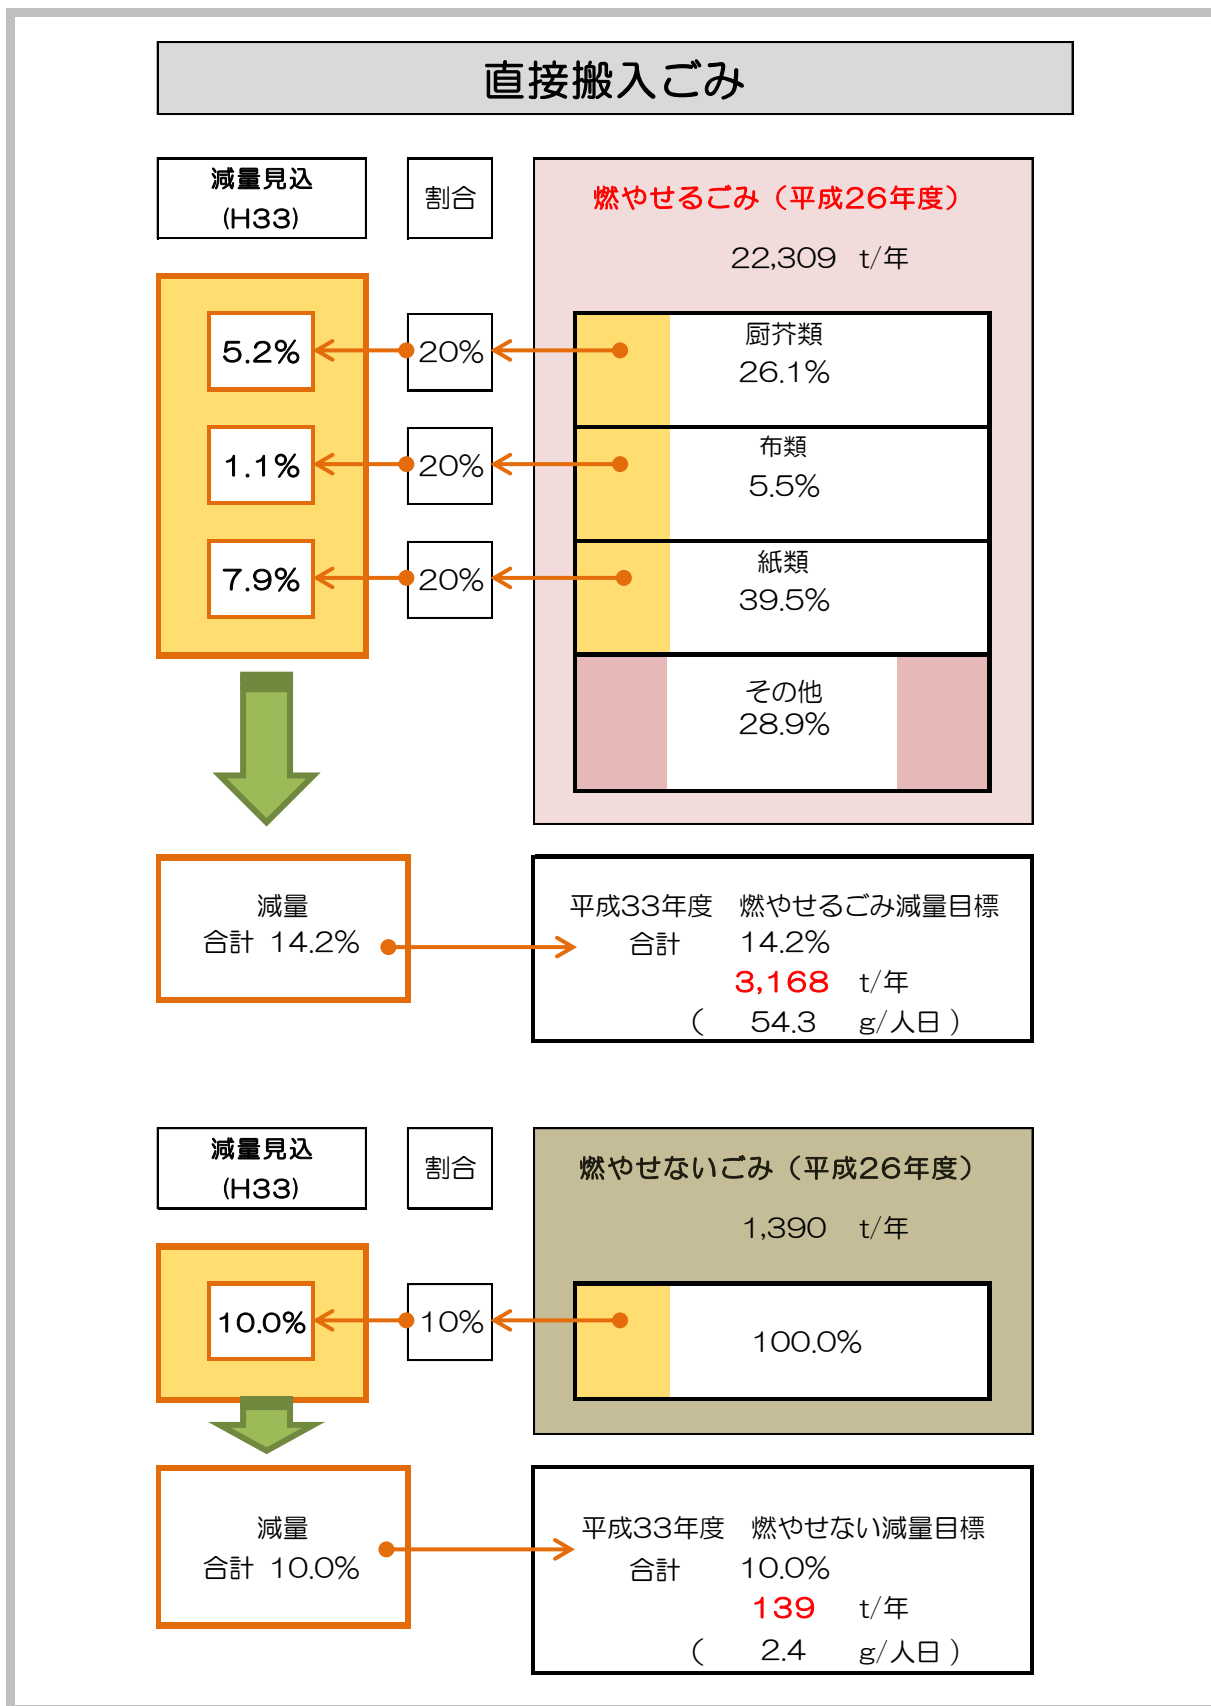 直接搬入ごみ
減量見込
(H33)
割合
燃やせるごみ（平成26年度）
22,309 t/年
5.2%
20%
厨芥類
26.1%
1.1%
20%
布類
5.5%
7.9%
20%
紙類
39.5%
その他
28.9%
減量
合計 14.2%
平成33年度 燃やせるごみ減量目標
合計 14.2%
3,168 t/年
( 54.3 g/人日 )
減量見込
(H33)
割合
燃やせないごみ（平成26年度）
1,390 t/年
10.0%
10%
100.0%
減量
合計 10.0%
平成33年度 燃やせない減量目標
合計 10.0%
139 t/年
( 2.4 g/人日 )